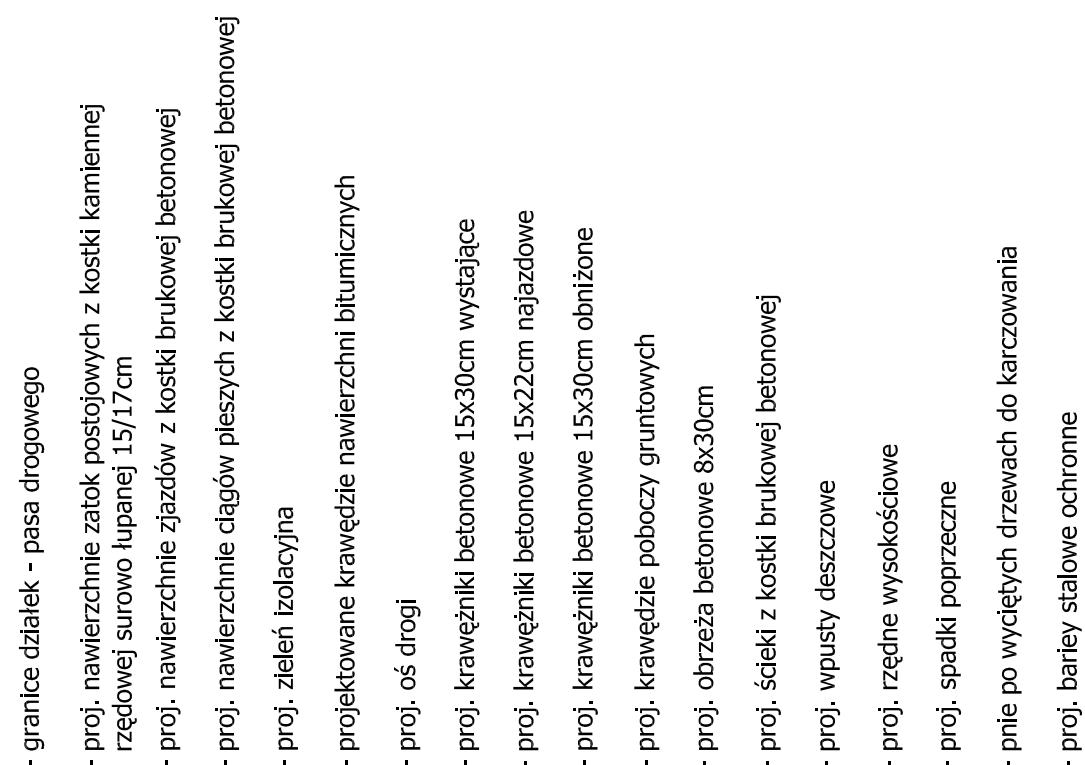 - granice działek - pasa drogowego
- proj. nawierzchnie zatok postojowych z kostki kamiennej
rzędowej surowo łupanej 15/17cm
- proj. nawierzchnie zjazdów z kostki brukowej betonowej
- proj. nawierzchnie ciągów pieszych z kostki brukowej betonowej
- proj. zieleń izolacyjna
- projektowane krawędzie nawierzchni bitumicznych
- proj. oś drogi
- proj. krawężniki betonowe 15x30cm wystające
- proj. krawężniki betonowe 15x22cm najazdowe
- proj. krawężniki betonowe 15x30cm obniżone
- proj. krawędzie poboczy gruntowych
- proj. obrzeża betonowe 8x30cm
- proj. ścieki z kostki brukowej betonowej
- proj. wpusty deszczowe
- proj. rzędne wysokościowe
- proj. spadki poprzeczne
- pnie po wyciętych drzewach do karczowania
- proj. bariey stalowe ochronne